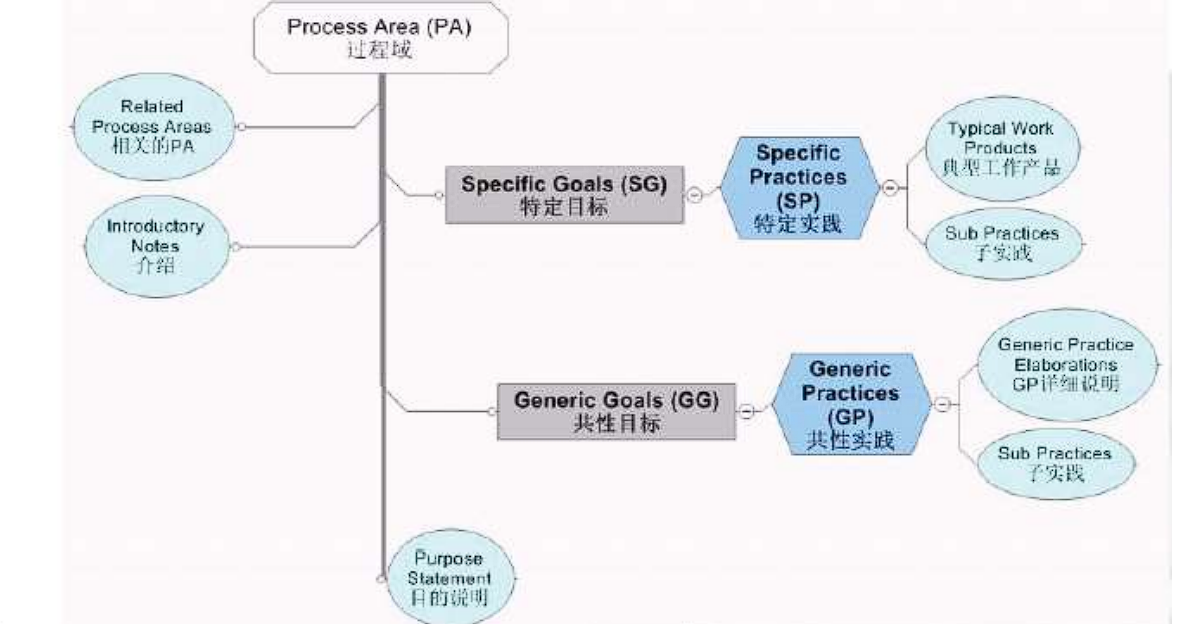 Process Area (PA)
过程域
Related
Process Areas
相关的PA
Introductory
Notes
介绍
Specific Goals (SG)
特定目标
Specific
Practices
(SP)
特定实践
Typical Work
Products
典型工作产品
Sub Practices
子实践
Generic Goals (GG)
共性目标
Generic
Practices
(GP)
共性实践
Generic Practice
Elaborations
GP详细说明
Sub Practices
子实践
Purpose
Statement
目的说明